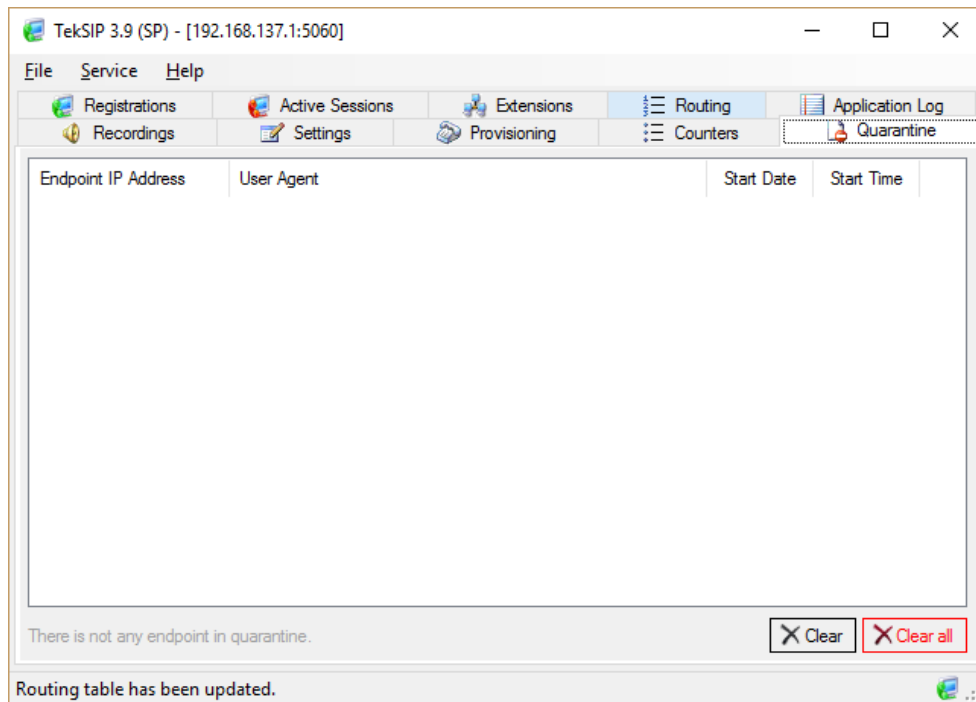 TekSIP 3.9 (SP) - [192.168.137.1:5060]
File Service Help
Registrations Active Sessions Extensions Routing Application Log
Recordings Settings Provisioning Counters Quarantine
Endpoint IP Address User Agent Start Date Start Time
There is not any endpoint in quarantine. Clear Clear all
Routing table has been updated.